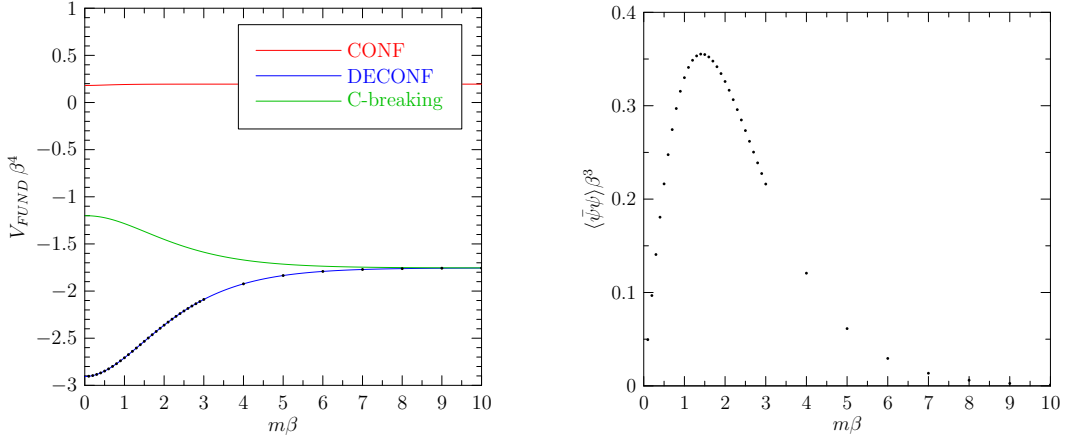 1
0.5
0
−0.5
−1
−1.5
−2
−2.5
−3
V_{FUND} β^4
CONF
DECONF
C-breaking
0 1 2 3 4 5 6 7 8 9 10
mβ
0.4
0.3
0.2
0.1
0
⟨ψ̄ψ⟩β^3
0 1 2 3 4 5 6 7 8 9 10
mβ